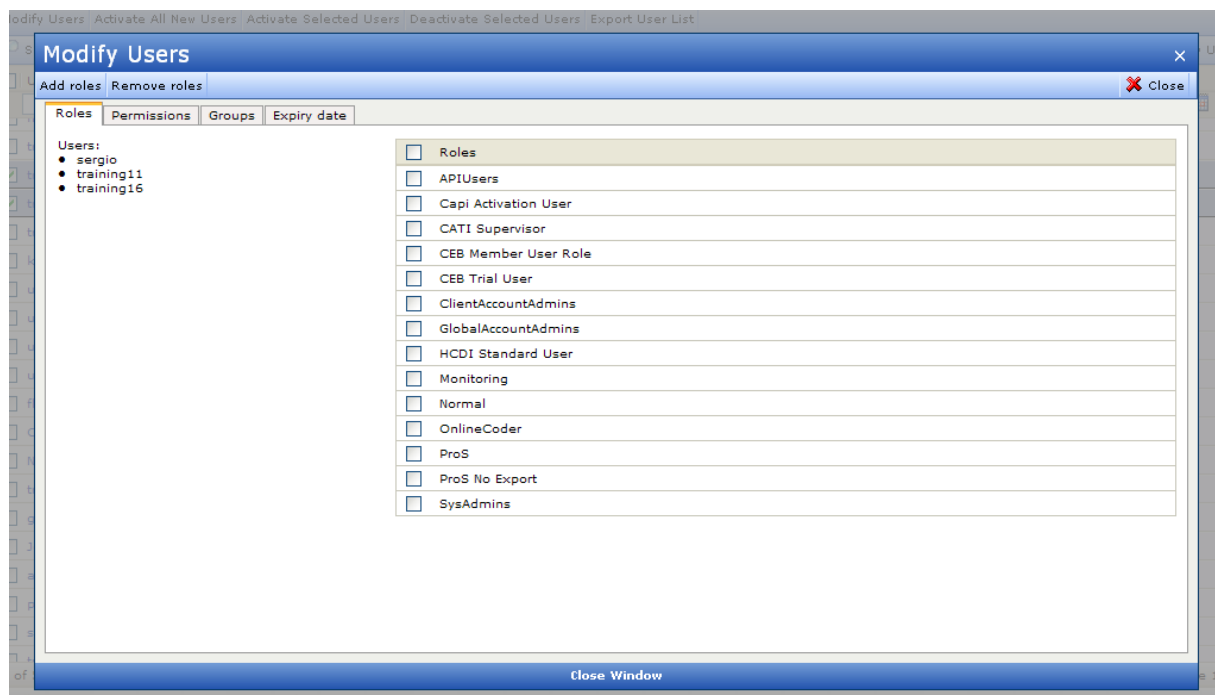 odify Users Activate All New Users Activate Selected Users Deactivate Selected Users Export User List
Modify Users
Add roles Remove roles Close
Roles Permissions Groups Expiry date
Users:
sergio
training11
training16
Roles
APIUsers
Capi Activation User
CATI Supervisor
CEB Member User Role
CEB Trial User
ClientAccountAdmins
GlobalAccountAdmins
HCDI Standard User
Monitoring
Normal
OnlineCoder
ProS
ProS No Export
SysAdmins
of
Close Window